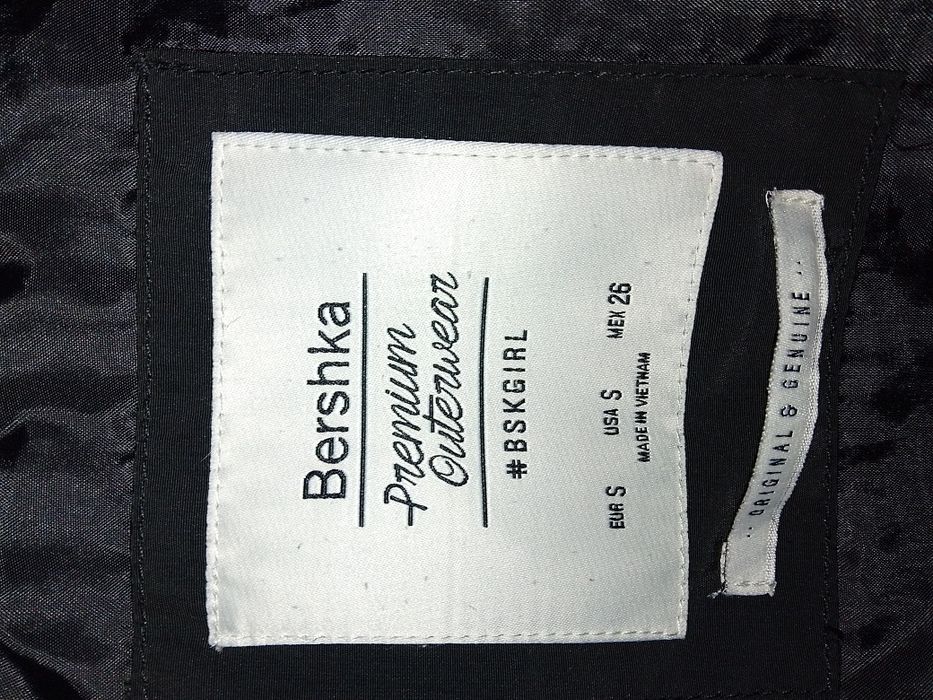 Bershka
Premium
Outerwear
#BSKGIRL
EUR S USA S MEX 26
MADE IN VIETNAM
·· ORIGINAL & GENUINE ··